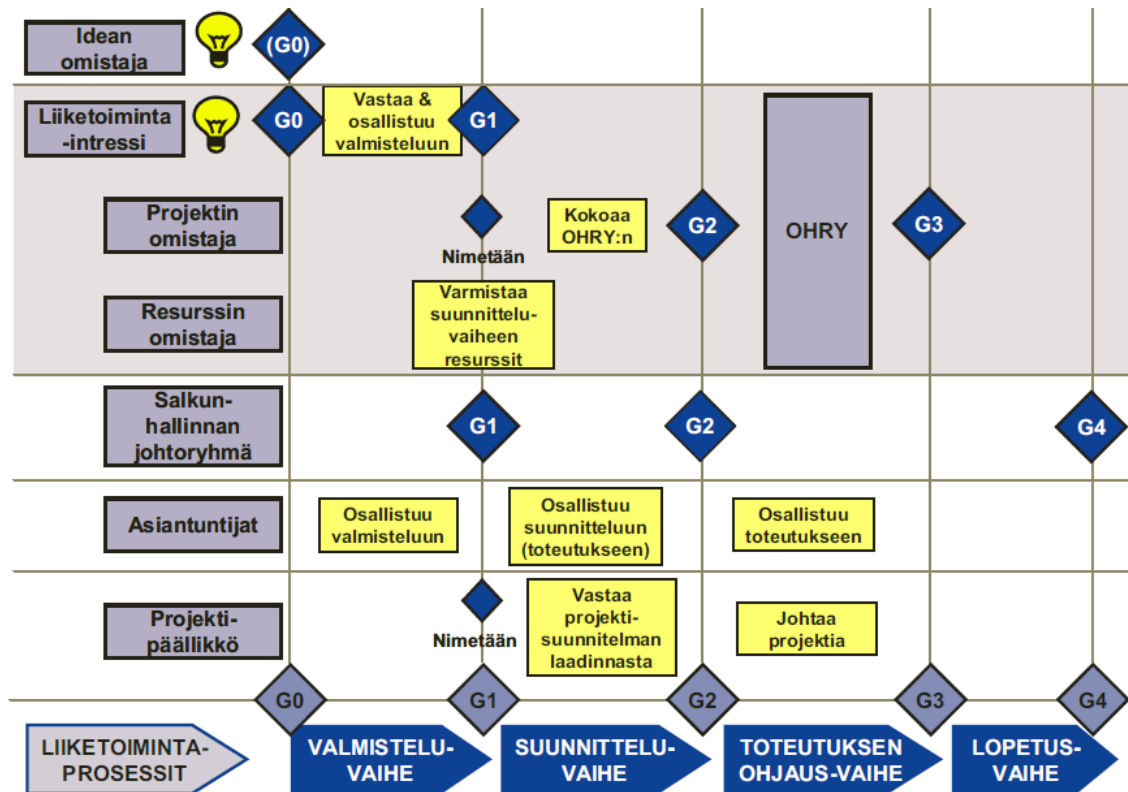 Idean
omistaja
(G0)
Liiketoiminta
-intressi
G0
Vastaa &
osallistuu
valmisteluun
G1
Projektin
omistaja
Nimetään
Kokoaa
OHRY:n
G2
OHRY
G3
Resurssin
omistaja
Varmistaa
suunnittelu-
vaiheen
resurssit
Salkun-
hallinnan
johtoryhmä
G1
G2
G4
Asiantuntijat
Osallistuu
valmisteluun
Osallistuu
suunnitteluun
(toteutukseen)
Osallistuu
toteutukseen
Projekti-
päällikkö
Nimetään
Vastaa
projekti-
suunnitelman
laadinnasta
Johtaa
projektia
G0
G1
G2
G3
G4
LIIKETOIMINTA-
PROSESSIT
VALMISTELU-
VAIHE
SUUNNITTELU-
VAIHE
TOTEUTUKSEN
OHJAUS-VAIHE
LOPETUS-
VAIHE